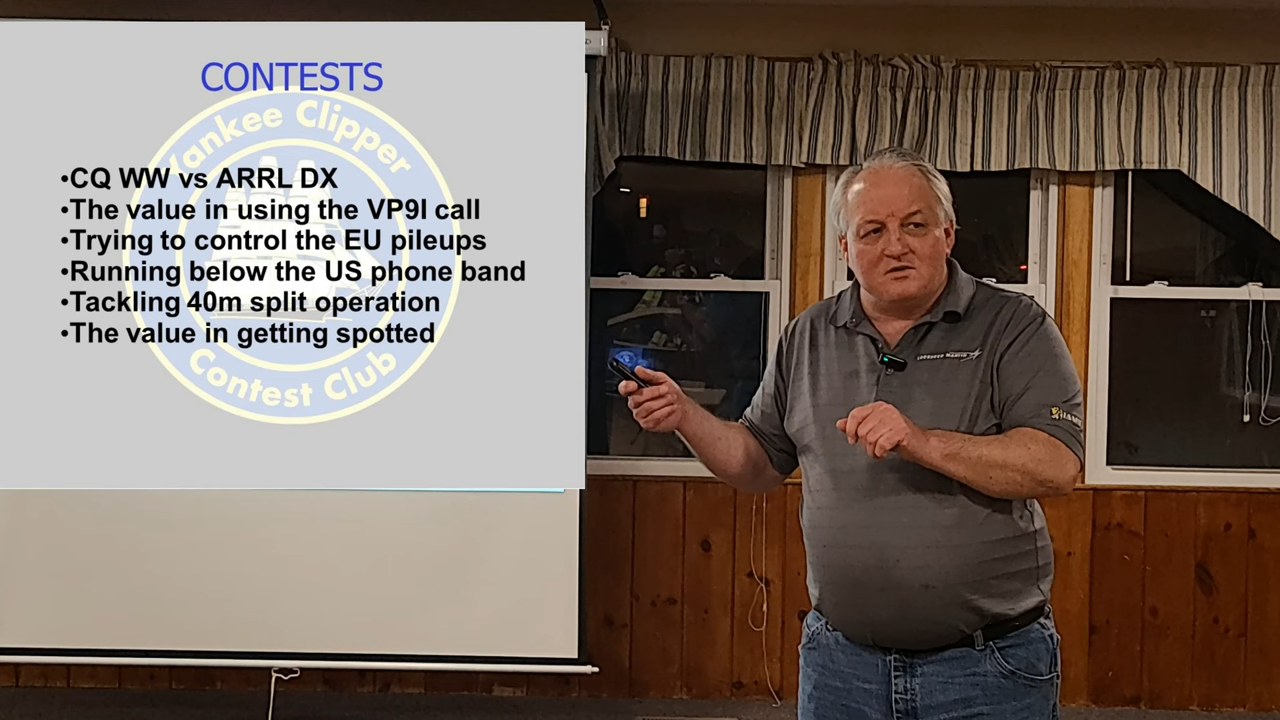 CONTESTS
Yankee Clipper
•CQ WW vs ARRL DX
•The value in using the VP9I call
•Trying to control the EU pileups
•Running below the US phone band
•Tackling 40m split operation
•The value in getting spotted
Contest Club
LOCKHEED MARTIN